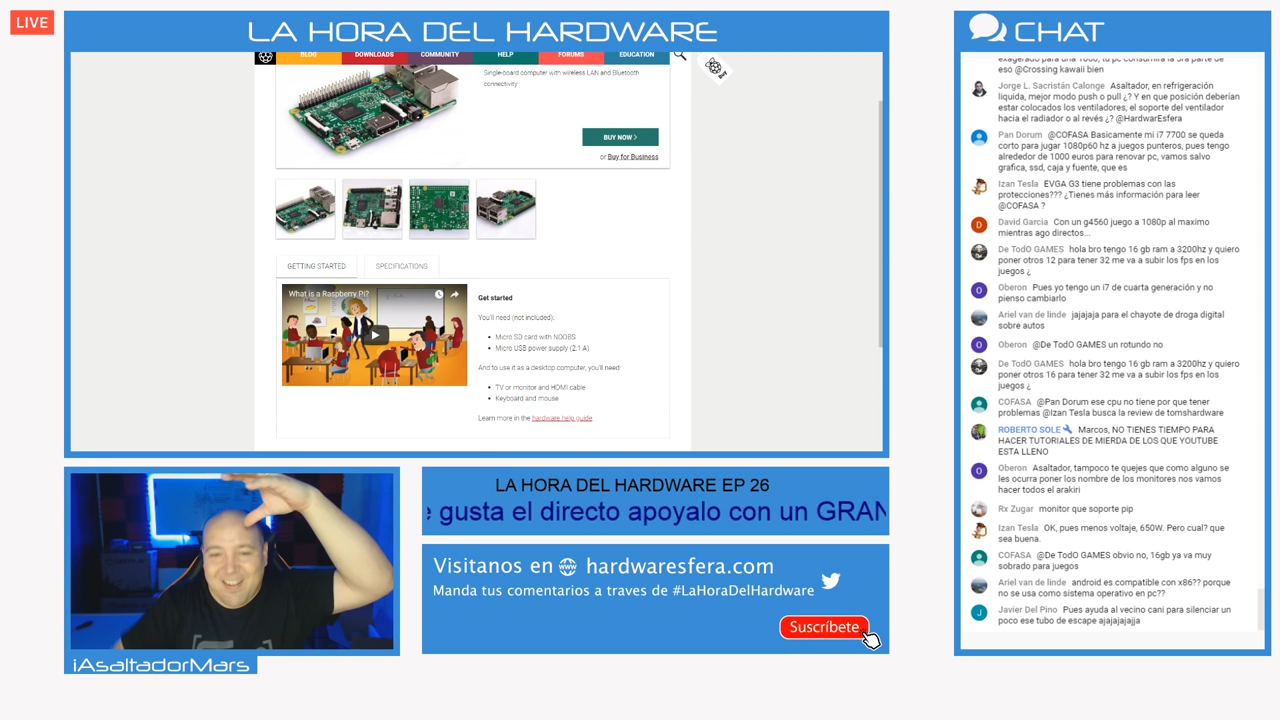 LIVE
LA HORA DEL HARDWARE
BLOG DOWNLOADS COMMUNITY HELP FORUMS EDUCATION
Buy
Single-board computer with wireless LAN and Bluetooth
connectivity
BUY NOW >
or Buy for Business
GETTING STARTED SPECIFICATIONS
What is a Raspberry Pi?
Get started
You'll need (not included):
Micro SD card with NOOBS
Micro USB power supply (2.1 A)
And to use it as a desktop computer, you'll need:
TV or monitor and HDMI cable
Keyboard and mouse
Learn more in the hardware help guide.
iAsaltadorMars
LA HORA DEL HARDWARE EP 26
e gusta el directo apoyalo con un GRAN
Visitanos en hardwaresfera.com
Manda tus comentarios a traves de #LaHoraDelHardware
Suscríbete
CHAT
exagerado para una 1060, tu pc consumira la 3ra parte de
eso @Crossing kawaii bien
Jorge L. Sacristán Calonge Asaltador, en refrigeración
liquida, mejor modo push o pull ¿? Y en que posición deberían
estar colocados los ventiladores, el soporte del ventilador
hacia el radiador o al revés ¿? @HardwarEsfera
Pan Dorum @COFASA Basicamente mi i7 7700 se queda
corto para jugar 1080p60 hz a juegos punteros, pues tengo
alrededor de 1000 euros para renovar pc, vamos salvo
grafica, ssd, caja y fuente, que es
Izan Tesla EVGA G3 tiene problemas con las
protecciones??? ¿Tienes más información para leer
@COFASA ?
David Garcia Con un g4560 juego a 1080p al maximo
mientras ago directos...
De TodO GAMES hola bro tengo 16 gb ram a 3200hz y quiero
poner otros 12 para tener 32 me va a subir los fps en los
juegos ¿
Oberon Pues yo tengo un i7 de cuarta generación y no
pienso cambiarlo
Ariel van de linde jajajaja para el chayote de droga digital
sobre autos
Oberon @De TodO GAMES un rotundo no
De TodO GAMES hola bro tengo 16 gb ram a 3200hz y quiero
poner otros 16 para tener 32 me va a subir los fps en los
juegos ¿
COFASA @Pan Dorum ese cpu no tiene por que tener
problemas @Izan Tesla busca la review de tomshardware
ROBERTO SOLE Marcos, NO TIENES TIEMPO PARA
HACER TUTORIALES DE MIERDA DE LOS QUE YOUTUBE
ESTA LLENO
Oberon Asaltador, tampoco te quejes que como alguno se
les ocurra poner los nombre de los monitores nos vamos
hacer todos el arakiri
Rx Zugar monitor que soporte pip
Izan Tesla OK, pues menos voltaje, 650W. Pero cual? que
sea buena.
COFASA @De TodO GAMES obvio no, 16gb ya va muy
sobrado para juegos
Ariel van de linde android es compatible con x86?? porque
no se usa como sistema operativo en pc??
Javier Del Pino Pues ayuda al vecino cani para silenciar un
poco ese tubo de escape ajajajajajja